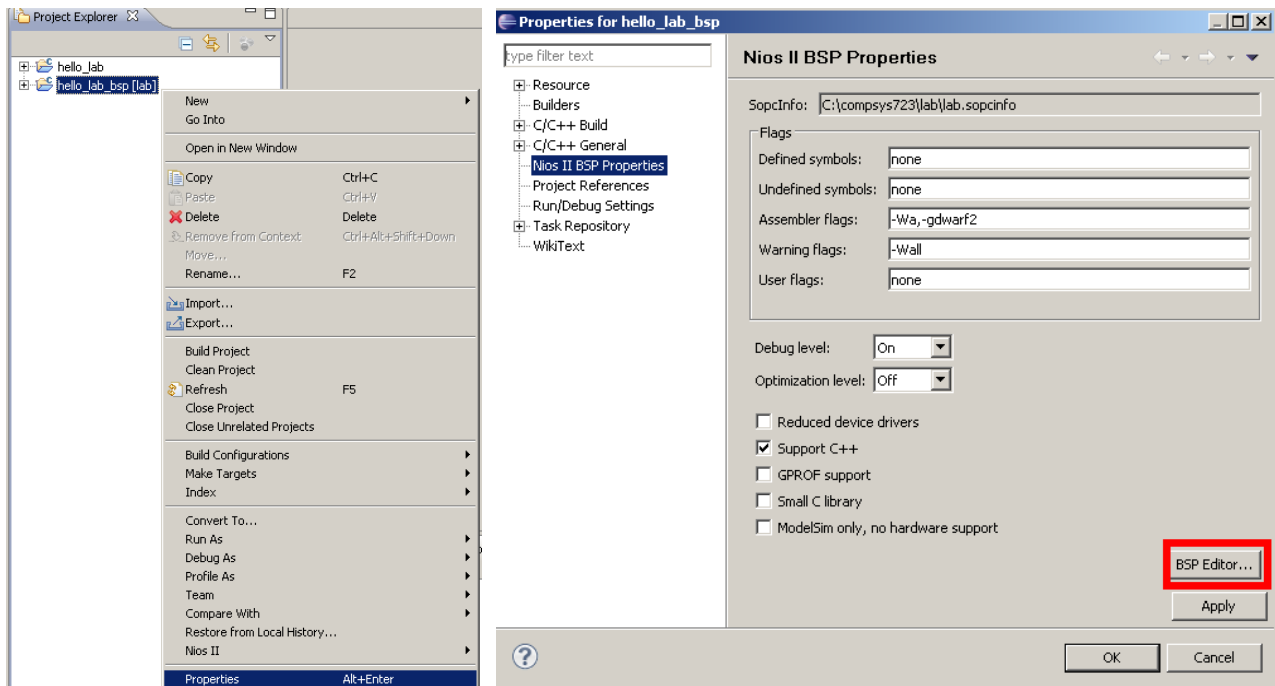 Project Explorer
hello_lab
hello_lab_bsp [lab]
New
Go Into
Open in New Window
Copy Ctrl+C
Paste Ctrl+V
Delete Delete
Remove from Context Ctrl+Alt+Shift+Down
Move...
Rename... F2
Import...
Export...
Build Project
Clean Project
Refresh F5
Close Project
Close Unrelated Projects
Build Configurations
Make Targets
Index
Convert To...
Run As
Debug As
Profile As
Team
Compare With
Restore from Local History...
Nios II
Properties Alt+Enter
Properties for hello_lab_bsp
type filter text
Resource
Builders
C/C++ Build
C/C++ General
Nios II BSP Properties
Project References
Run/Debug Settings
Task Repository
WikiText
Nios II BSP Properties
SopcInfo: C:\compsys723\lab\lab.sopcinfo
Flags
Defined symbols: none
Undefined symbols: none
Assembler flags: -Wa,-gdwarf2
Warning flags: -Wall
User flags: none
Debug level: On
Optimization level: Off
Reduced device drivers
Support C++
GPROF support
Small C library
ModelSim only, no hardware support
BSP Editor...
Apply
OK Cancel